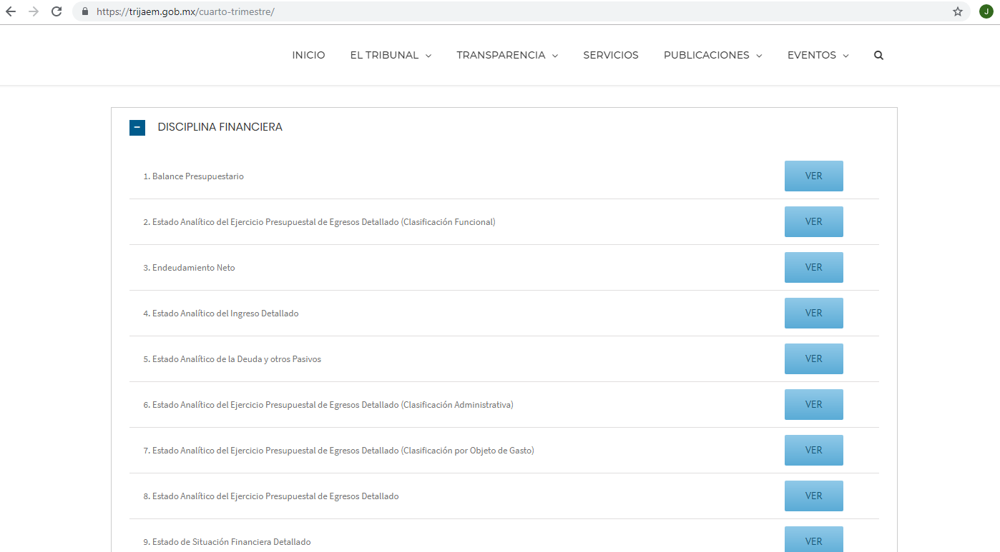 https://trijaem.gob.mx/cuarto-trimestre/
J
INICIO EL TRIBUNAL TRANSPARENCIA SERVICIOS PUBLICACIONES EVENTOS
DISCIPLINA FINANCIERA
1. Balance Presupuestario VER
2. Estado Analítico del Ejercicio Presupuestal de Egresos Detallado (Clasificación Funcional) VER
3. Endeudamiento Neto VER
4. Estado Analítico del Ingreso Detallado VER
5. Estado Analítico de la Deuda y otros Pasivos VER
6. Estado Analítico del Ejercicio Presupuestal de Egresos Detallado (Clasificación Administrativa) VER
7. Estado Analítico del Ejercicio Presupuestal de Egresos Detallado (Clasificación por Objeto de Gasto) VER
8. Estado Analítico del Ejercicio Presupuestal de Egresos Detallado VER
9. Estado de Situación Financiera Detallado VER